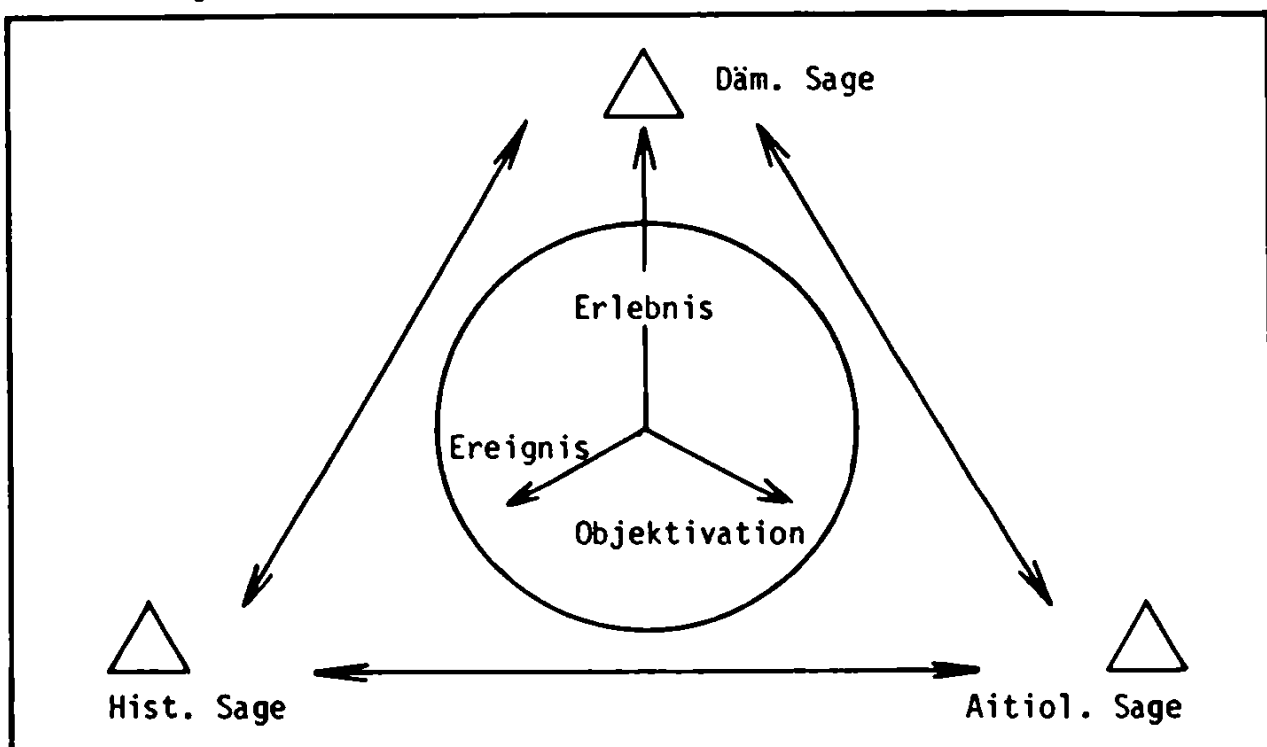 Däm. Sage
Erlebnis
Ereignis
Objektivation
Hist. Sage
Aitiol. Sage